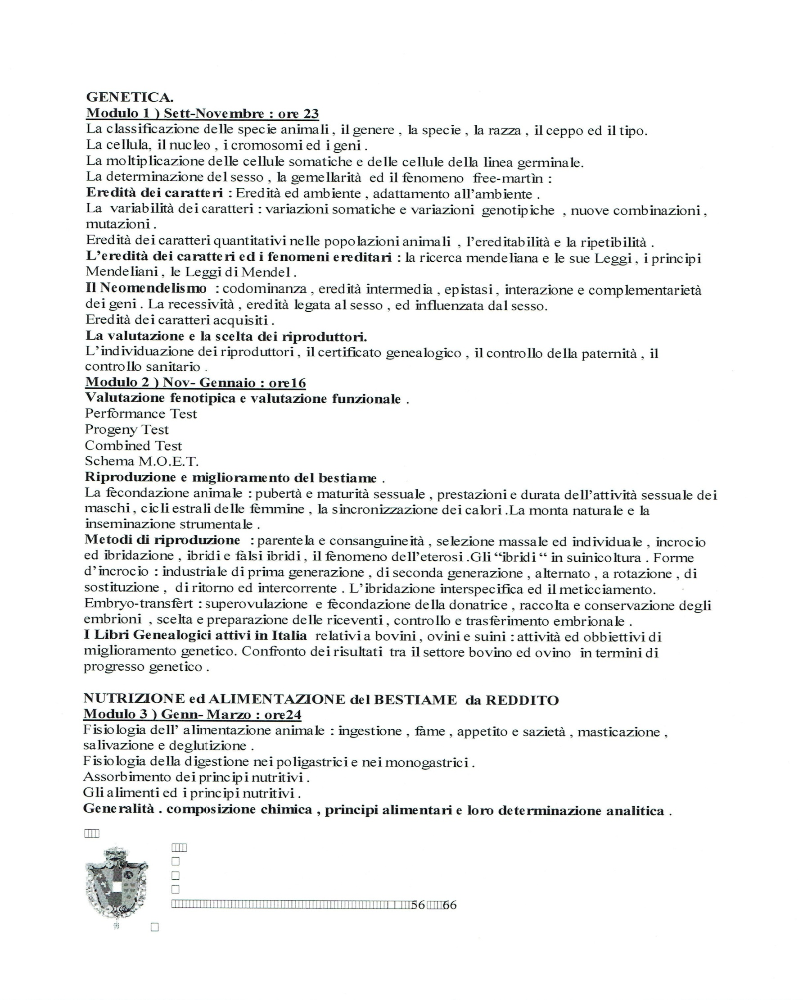 GENETICA.
Modulo 1 ) Sett-Novembre : ore 23
La classificazione delle specie animali , il genere , la specie , la razza , il ceppo ed il tipo.
La cellula, il nucleo , i cromosomi ed i geni .
La moltiplicazione delle cellule somatiche e delle cellule della linea germinale.
La determinazione del sesso , la gemellarità ed il fenomeno free-martìn :
Eredità dei caratteri : Eredità ed ambiente , adattamento all’ambiente .
La variabilità dei caratteri : variazioni somatiche e variazioni genotipiche , nuove combinazioni ,
mutazioni .
Eredità dei caratteri quantitativi nelle popolazioni animali , l’ereditabilità e la ripetibilità .
L’eredità dei caratteri ed i fenomeni ereditari : la ricerca mendeliana e le sue Leggi , i principi
Mendeliani , le Leggi di Mendel .
Il Neomendelismo : codominanza , eredità intermedia , epistasi , interazione e complementarietà
dei geni . La recessività , eredità legata al sesso , ed influenzata dal sesso.
Eredità dei caratteri acquisiti .
La valutazione e la scelta dei riproduttori.
L’individuazione dei riproduttori , il certificato genealogico , il controllo della paternità , il
controllo sanitario .
Modulo 2 ) Nov- Gennaio : ore16
Valutazione fenotipica e valutazione funzionale .
Performance Test
Progeny Test
Combined Test
Schema M.O.E.T.
Riproduzione e miglioramento del bestiame .
La fecondazione animale : pubertà e maturità sessuale , prestazioni e durata dell’attività sessuale dei
maschi , cicli estrali delle femmine , la sincronizzazione dei calori .La monta naturale e la
inseminazione strumentale .
Metodi di riproduzione : parentela e consanguineità , selezione massale ed individuale , incrocio
ed ibridazione , ibridi e falsi ibridi , il fenomeno dell’eterosi .Gli “ibridi “ in suinicoltura . Forme
d’incrocio : industriale di prima generazione , di seconda generazione , alternato , a rotazione , di
sostituzione , di ritorno ed intercorrente . L’ibridazione interspecifica ed il meticciamento.
Embryo-transfert : superovulazione e fecondazione della donatrice , raccolta e conservazione degli
embrioni , scelta e preparazione delle riceventi , controllo e trasferimento embrionale .
I Libri Genealogici attivi in Italia relativi a bovini , ovini e suini : attività ed obbiettivi di
miglioramento genetico. Confronto dei risultati tra il settore bovino ed ovino in termini di
progresso genetico .
NUTRIZIONE ed ALIMENTAZIONE del BESTIAME da REDDITO
Modulo 3 ) Genn- Marzo : ore24
Fisiologia dell’ alimentazione animale : ingestione , fame , appetito e sazietà , masticazione ,
salivazione e deglutizione .
Fisiologia della digestione nei poligastrici e nei monogastrici .
Assorbimento dei principi nutritivi .
Gli alimenti ed i principi nutritivi .
Generalità . composizione chimica , principi alimentari e loro determinazione analitica .
56 66